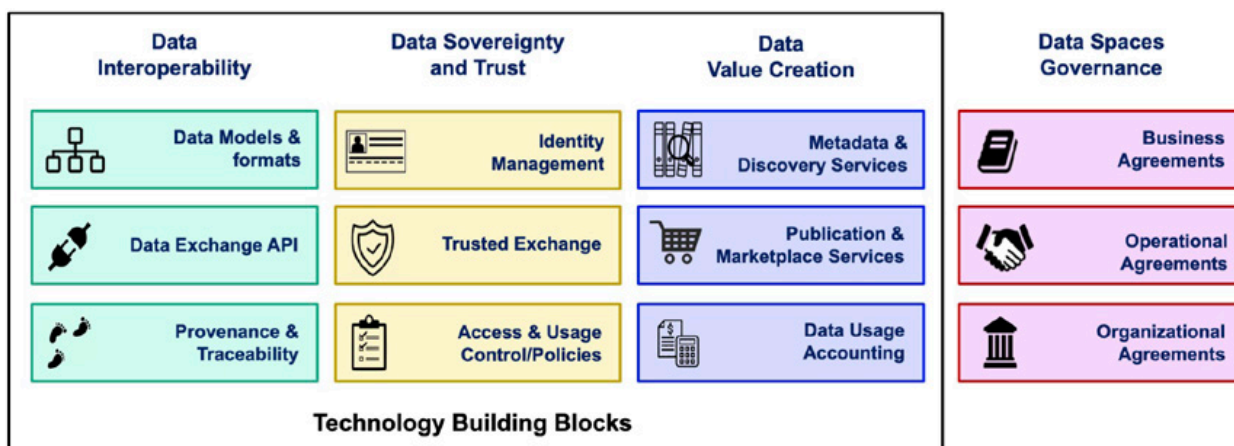 Data
Interoperability
Data Sovereignty
and Trust
Data
Value Creation
Data Spaces
Governance
Data Models &
formats
Identity
Management
Metadata &
Discovery Services
Business
Agreements
Data Exchange API
Trusted Exchange
Publication &
Marketplace Services
Operational
Agreements
Provenance &
Traceability
Access & Usage
Control/Policies
$
Data Usage
Accounting
Organizational
Agreements
Technology Building Blocks